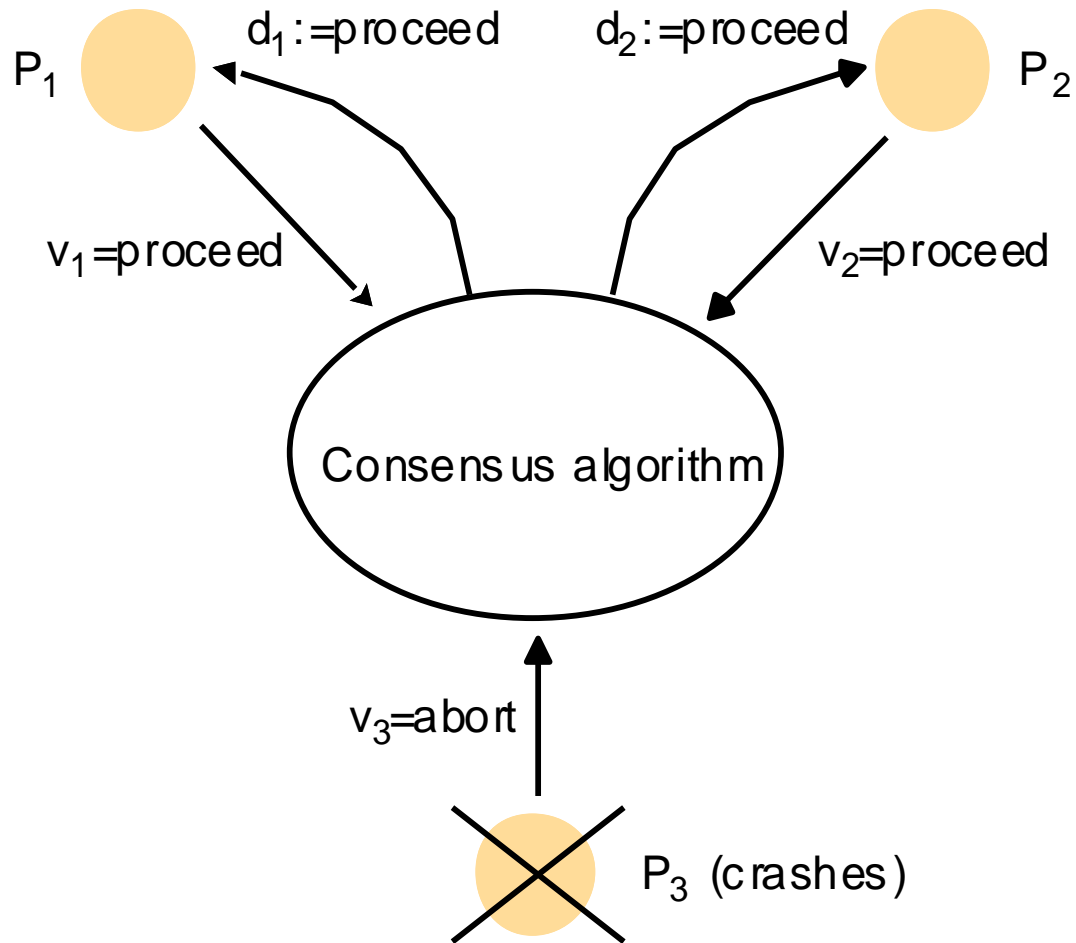 d₁:=proceed
d₂:=proceed
P₁
P₂
v₁=proceed
v₂=proceed
Consensus algorithm
v₃=abort
P₃ (crashes)